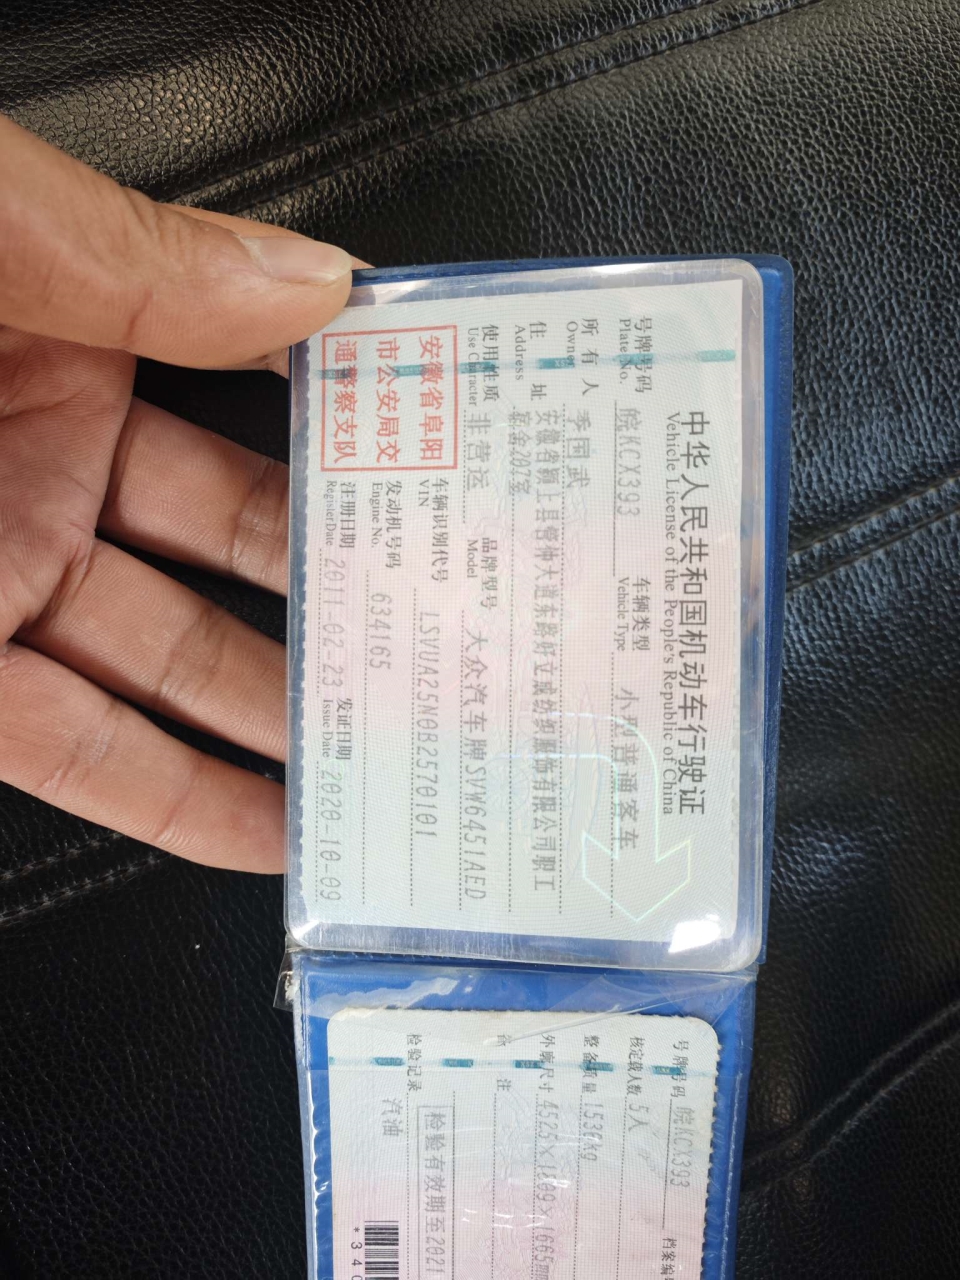 中华人民共和国机动车行驶证
Vehicle License of the People's Republic of China
号牌号码 皖KCX393 车辆类型 小型普通客车
Plate No. Vehicle Type
所有人 季国武
Owner
住址 安徽省颍上县管仲大道东路好立威纺织服饰有限公司职工
Address 宿舍202室
使用性质 非营运 品牌型号 大众汽车牌SVW6451AED
Use Character Model
安徽省阜阳
市公安局交
通警察支队
车辆识别代号 LSVUA25N0B2570101
VIN
发动机号码 634165
Engine No.
注册日期 2011-02-23 发证日期 2020-10-09
Register Date Issue Date
号牌号码 皖KCX393 档案编
核定载人数 5人
整备质量 1530kg
外廓尺寸 4525×1809×1665
备注
检验有效期至2021
检验记录
汽油
*340